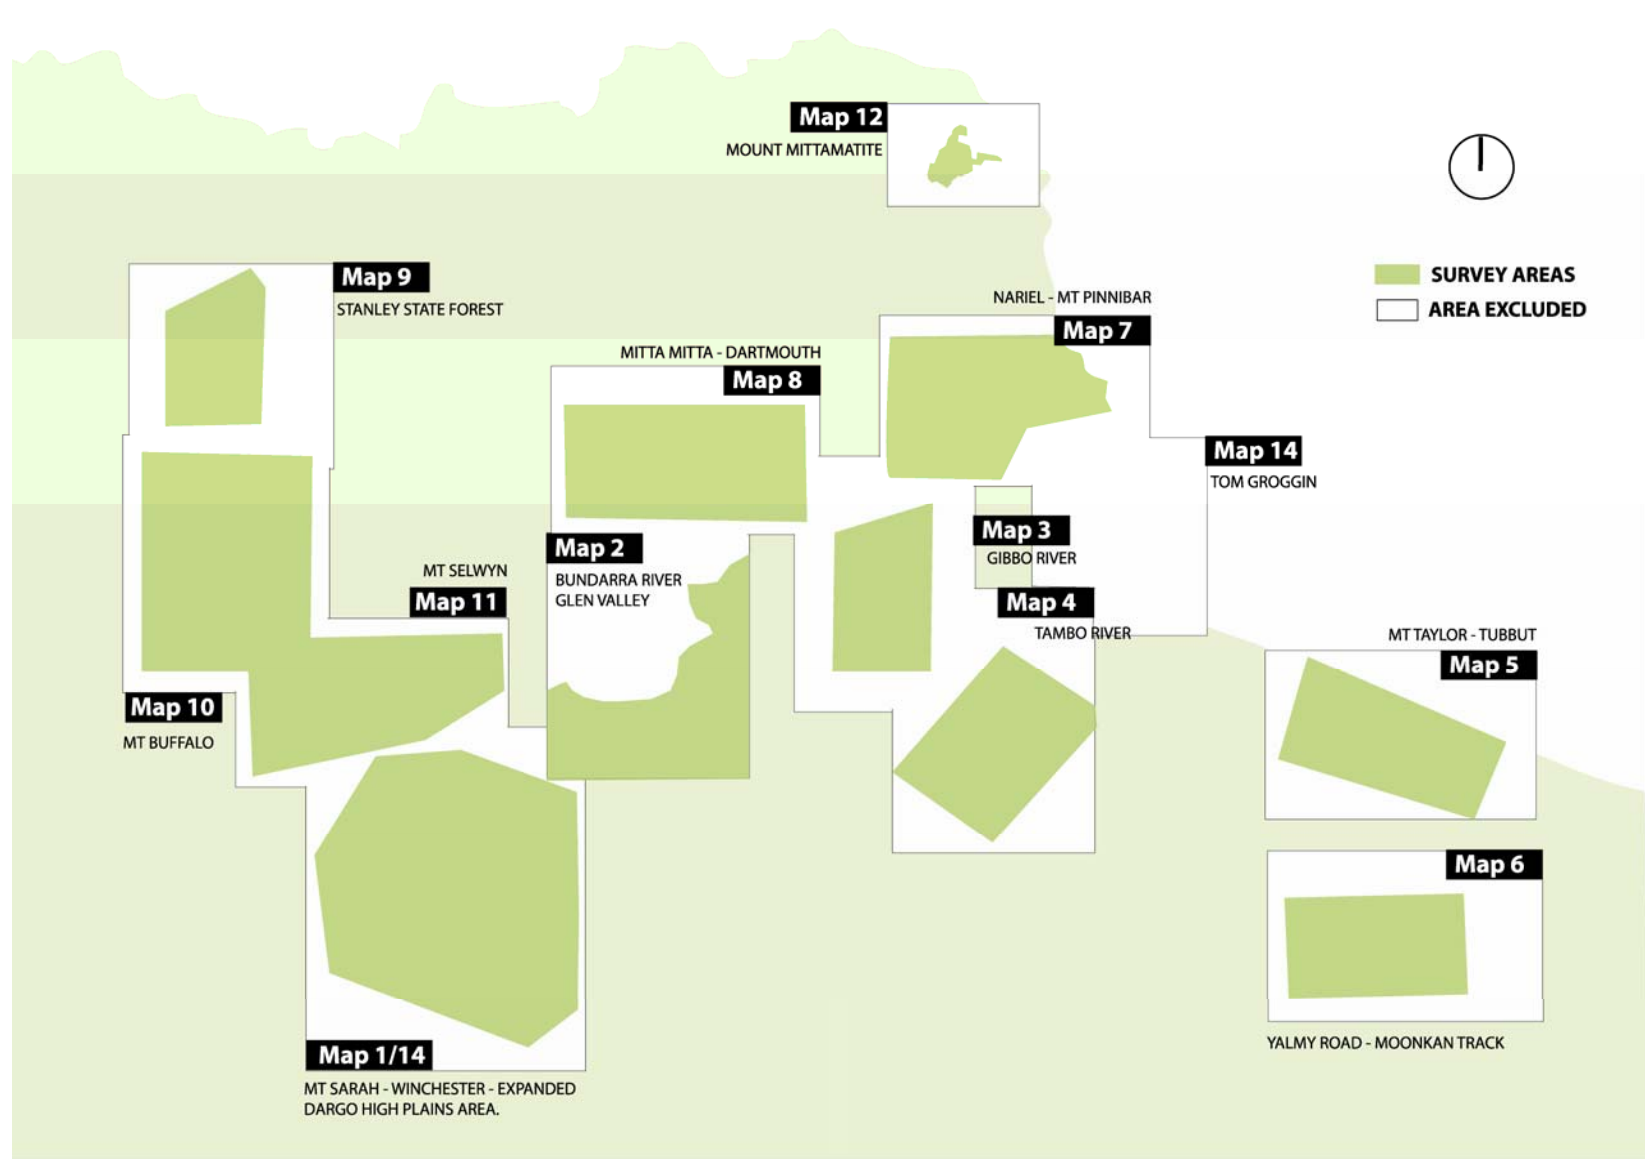 Map 12
MOUNT MITTAMATITE
SURVEY AREAS
AREA EXCLUDED
Map 9
STANLEY STATE FOREST
NARIEL - MT PINNIBAR
Map 7
MITTA MITTA - DARTMOUTH
Map 8
Map 14
TOM GROGGIN
Map 3
GIBBO RIVER
Map 2
BUNDARRA RIVER
GLEN VALLEY
MT SELWYN
Map 11
Map 4
TAMBO RIVER
MT TAYLOR - TUBBUT
Map 5
Map 10
MT BUFFALO
Map 6
YALMY ROAD - MOONKAN TRACK
Map 1/14
MT SARAH - WINCHESTER - EXPANDED
DARGO HIGH PLAINS AREA.